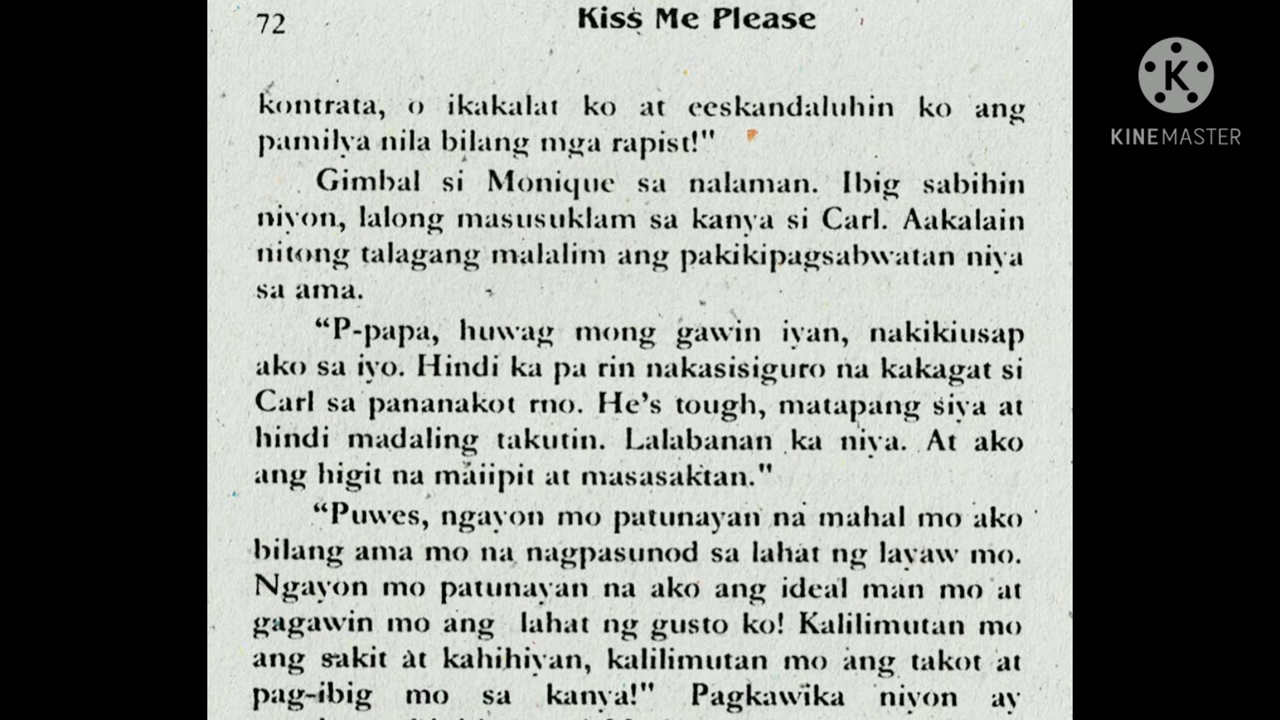 72
Kiss Me Please
kontrata, o ikakalat ko at eeskandaluhin ko ang
pamilya nila bilang mga rapist!"
Gimbal si Monique sa nalaman. Ibig sabihin
niyon, lalong masusuklam sa kanya si Carl. Aakalain
nitong talagang malalim ang pakikipagsabwatan niya
sa ama.
“P-papa, huwag mong gawin iyan, nakikiusap
ako sa iyo. Hindi ka pa rin nakasisiguro na kakagat si
Carl sa pananakot rno. He’s tough, matapang siya at
hindi madaling takutin. Lalabanan ka niya. At ako
ang higit na maiipit at masasaktan."
“Puwes, ngayon mo patunayan na mahal mo ako
bilang ama mo na nagpasunod sa lahat ng layaw mo.
Ngayon mo patunayan na ako ang ideal man mo at
gagawin mo ang lahat ng gusto ko! Kalilimutan mo
ang sakit at kahihiyan, kalilimutan mo ang takot at
pag-ibig mo sa kanya!" Pagkawika niyon ay
K
KINEMASTER